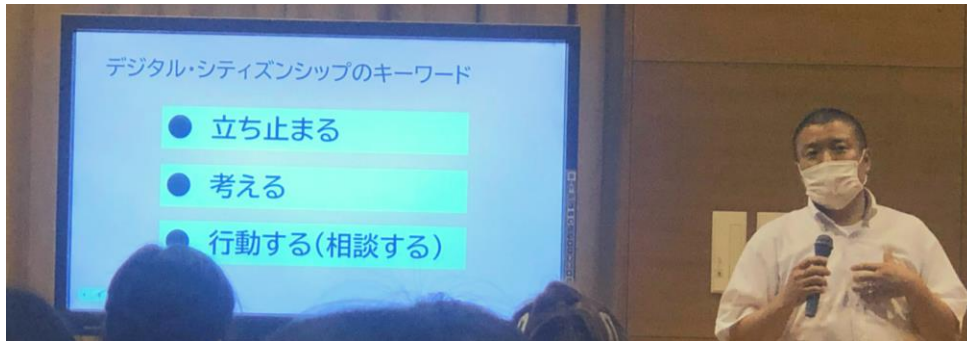 デジタル・シティズンシップのキーワード
● 立ち止まる
● 考える
● 行動する(相談する)